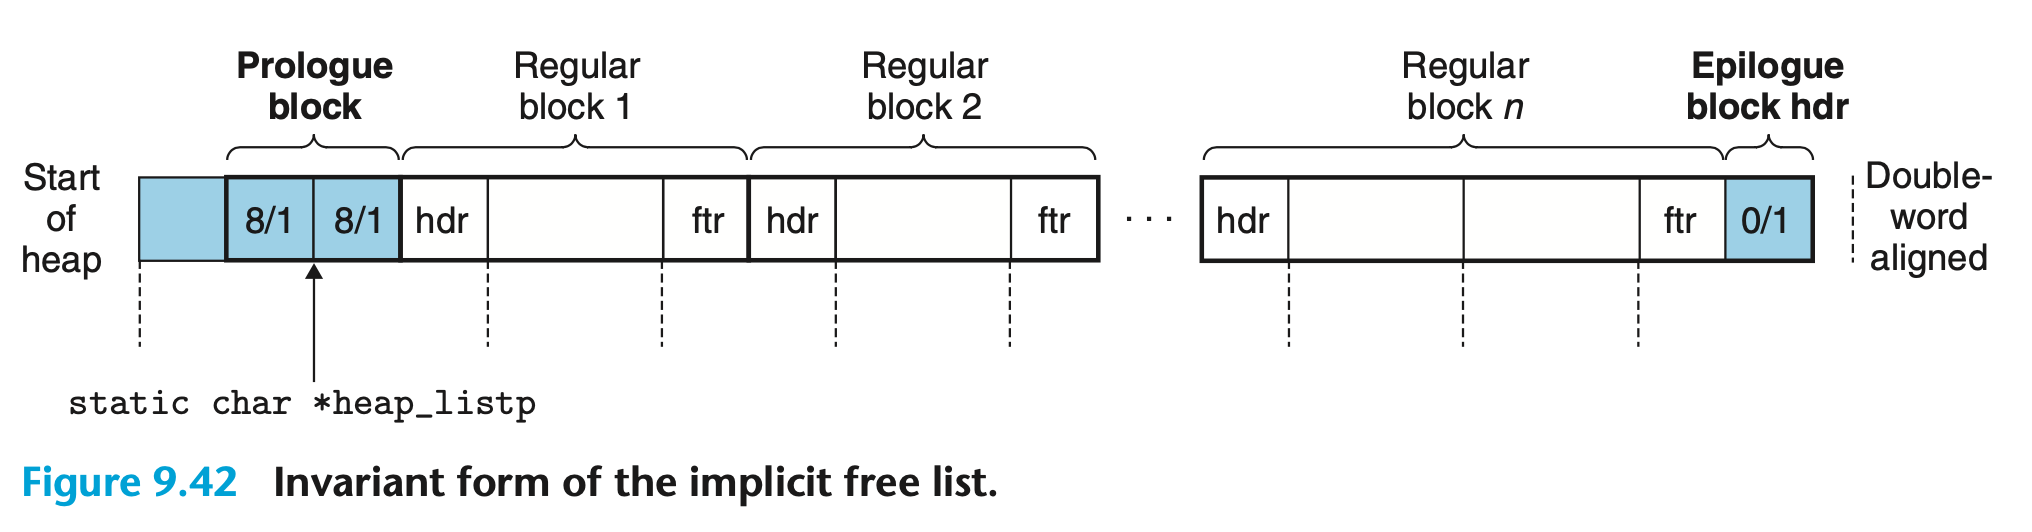 Prologue
block
Regular
block 1
Regular
block 2
Regular
block n
Epilogue
block hdr
Start
of
heap
8/1 8/1 hdr ftr hdr ftr ... hdr ftr 0/1
Double-
word
aligned
static char *heap_listp
Figure 9.42 Invariant form of the implicit free list.